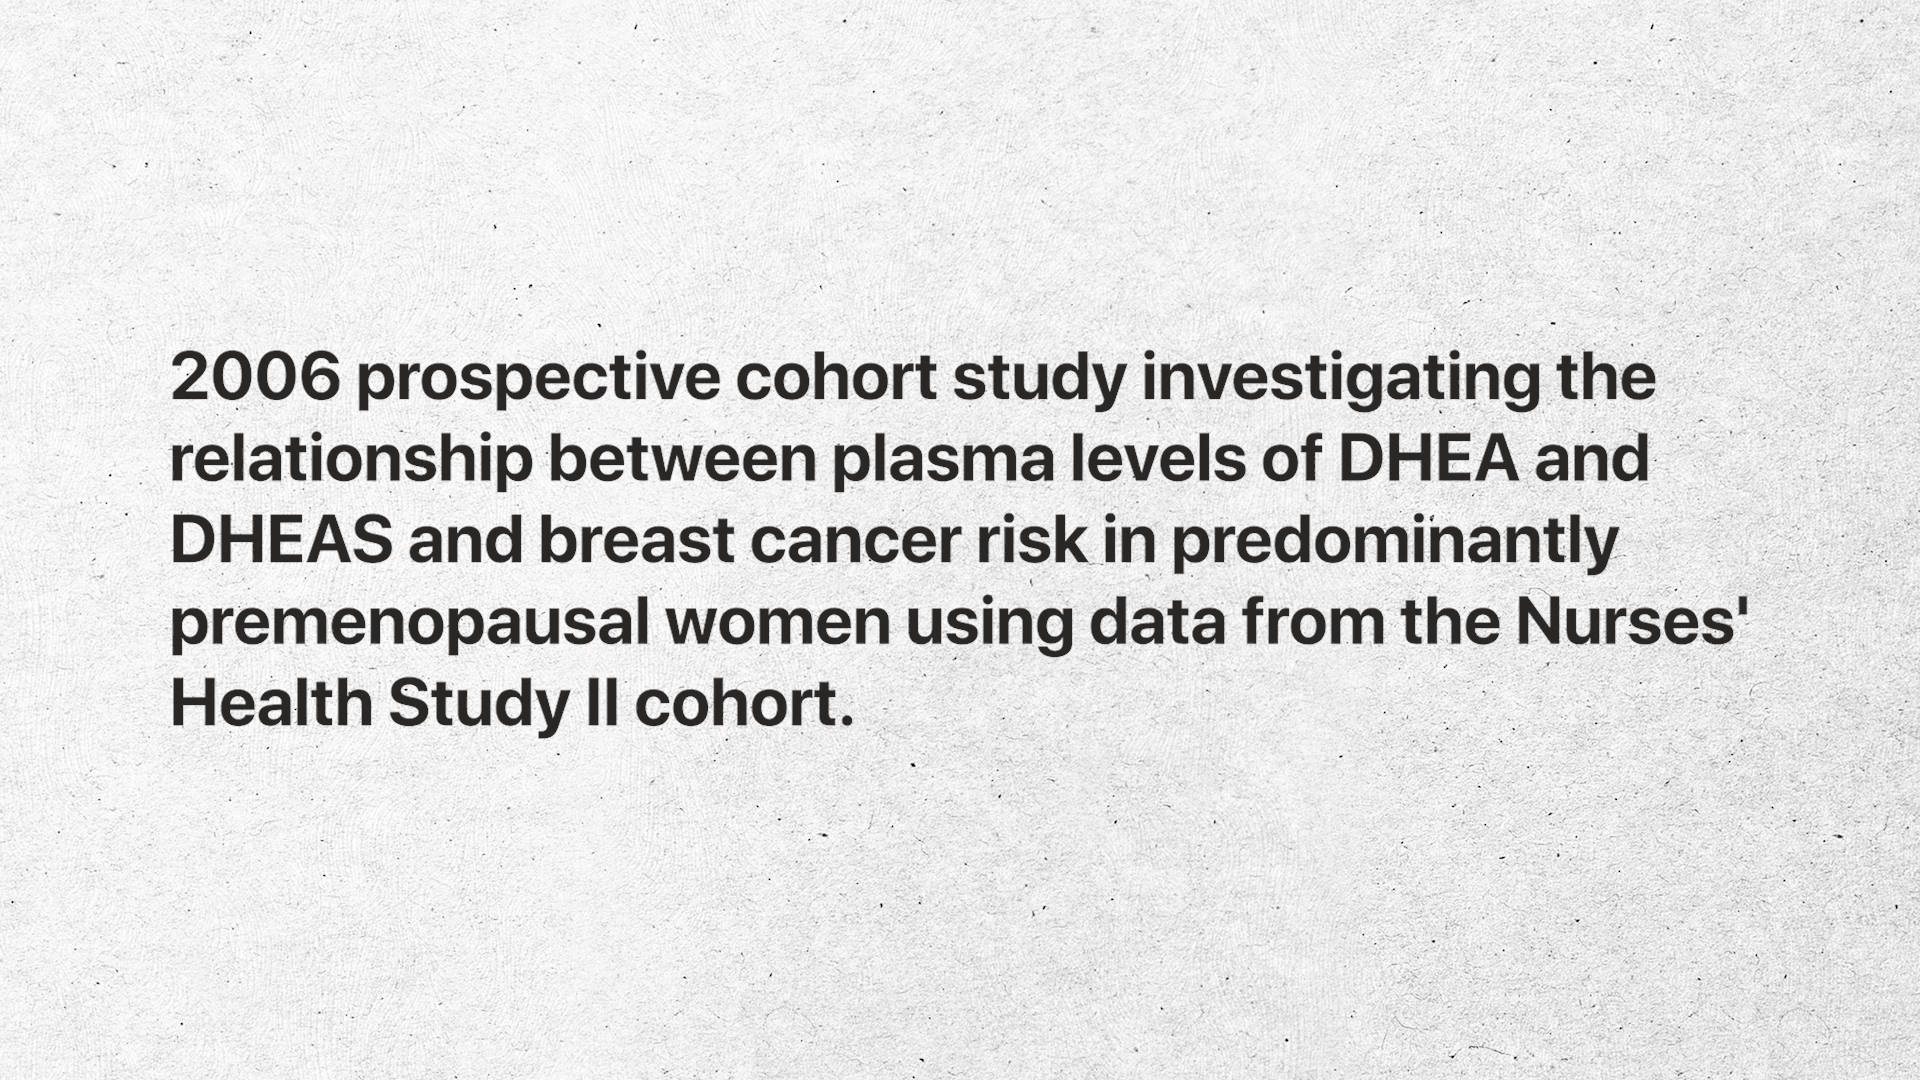 2006 prospective cohort study investigating the
relationship between plasma levels of DHEA and
DHEAS and breast cancer risk in predominantly
premenopausal women using data from the Nurses'
Health Study II cohort.